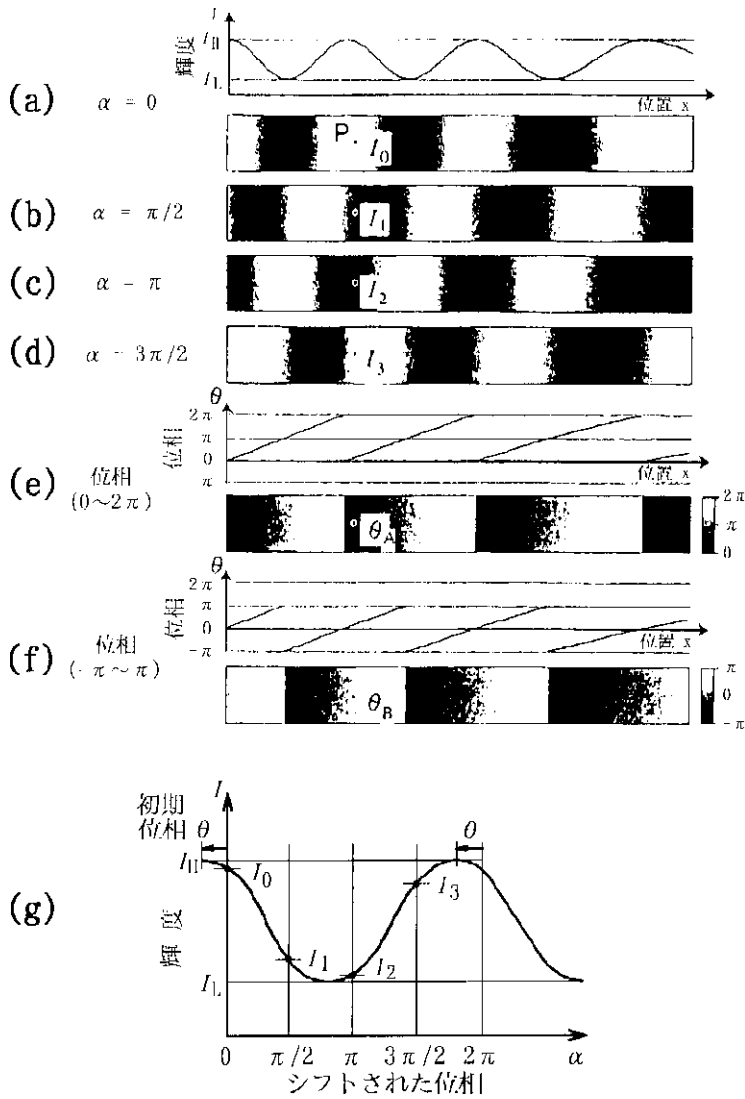 I
I_H
輝度
I_L
位置 x
(a) α = 0
P
I_0
(b) α = π/2
I_1
(c) α = π
I_2
(d) α = 3π/2
I_3
θ
2π
π
0
-π
位相
位置 x
(e) 位相
(0～2π)
θ_A
2π
π
0
θ
2π
π
0
-π
位相
位置 x
(f) 位相
(-π～π)
θ_B
π
0
-π
(g)
I
初期
位相 θ
θ
I_H
I_0
I_3
輝度
I_1
I_2
I_L
0 π/2 π 3π/2 2π α
シフトされた位相